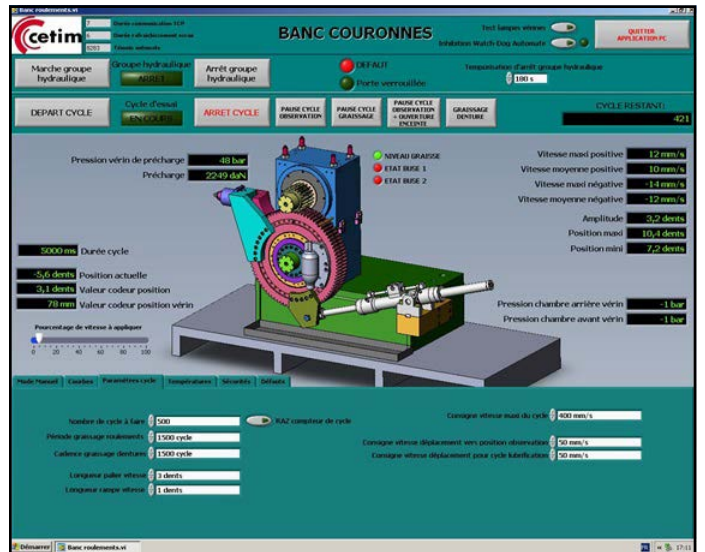 Banc roulements.vi
cetim
7 Durée communication TCP
6 Durée rafraîchissement écran
BANC COURONNES
Test lampes témoins
Inhibition Watch-Dog Automate
QUITTER APPLICATION PC
Marche groupe hydraulique
Groupe hydraulique
ARRET
Arrêt groupe hydraulique
DEFAUT
Porte verrouillée
Temporisation d'arrêt groupe hydraulique
180 s
DEPART CYCLE
Cycle d'essai
EN COURS
ARRET CYCLE
PAUSE CYCLE OBSERVATION
PAUSE CYCLE GRAISSAGE
PAUSE CYCLE OBSERVATION + OUVERTURE ENCEINTE
GRAISSAGE DENTURE
CYCLE RESTANT:
421
Pression vérin de précharge 48 bar
Précharge 2249 daN
NIVEAU GRAISSE
ETAT BUSE 1
ETAT BUSE 2
Vitesse maxi positive 12 mm/s
Vitesse moyenne positive 10 mm/s
Vitesse maxi négative -14 mm/s
Vitesse moyenne négative -12 mm/s
Amplitude 3,2 dents
Position maxi 10,4 dents
Position mini 7,2 dents
5000 ms Durée cycle
-5,6 dents Position actuelle
3,1 dents Valeur codeur position
78 mm Valeur codeur position vérin
Pression chambre arrière vérin -1 bar
Pression chambre avant vérin -1 bar
Pourcentage de vitesse à appliquer
0 20 40 60 80 100
Mode Manuel Courbes Paramètres cycle Températures Sécurités Défauts
Nombre de cycle à faire 500 RAZ compteur de cycle
Période graissage roulements 1500 cycle
Cadence graissage dentures 1500 cycle
Longueur palier vitesse 3 dents
Longueur rampe vitesse 1 dents
Consigne vitesse maxi du cycle 400 mm/s
Consigne vitesse déplacement vers position observation 50 mm/s
Consigne vitesse déplacement pour cycle lubrification 50 mm/s
Démarrer Banc roulements.vi
17:11